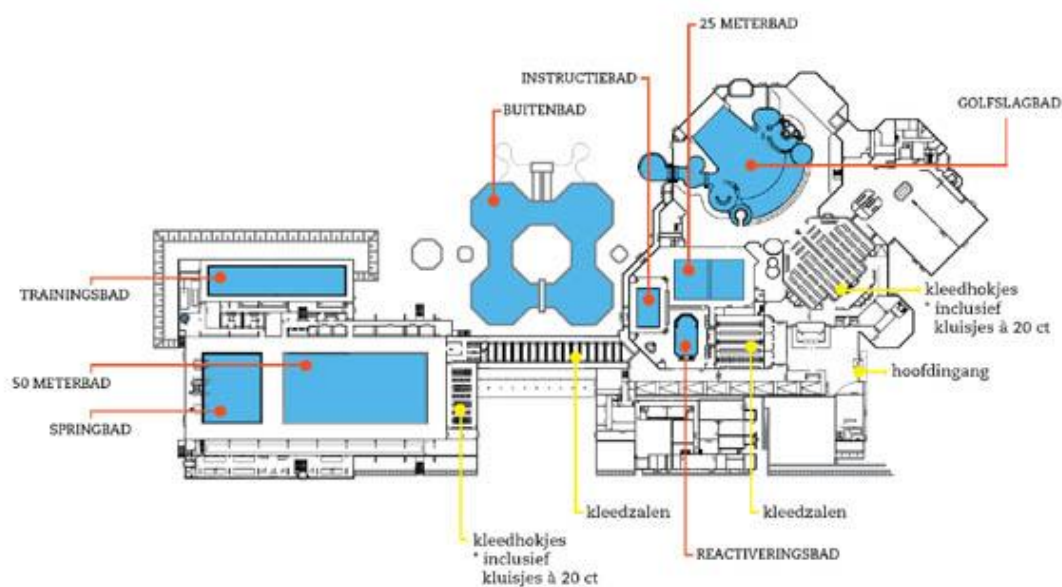 25 METERBAD
INSTRUCTIEBAD
BUITENBAD
GOLFSLAGBAD
TRAININGSBAD
kleedhokjes
* inclusief
kluisjes à 20 ct
50 METERBAD
hoofdingang
SPRINGBAD
kleedzalen
kleedzalen
kleedhokjes
* inclusief
kluisjes à 20 ct
REACTIVERINGSBAD